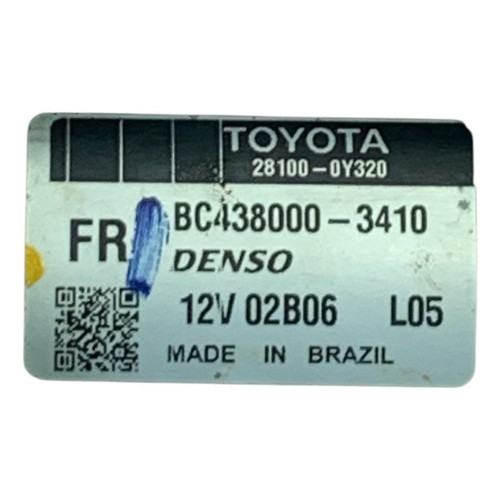 TOYOTA
28100-0Y320
FR
BC438000-3410
DENSO
12V 02B06 L05
MADE IN BRAZIL